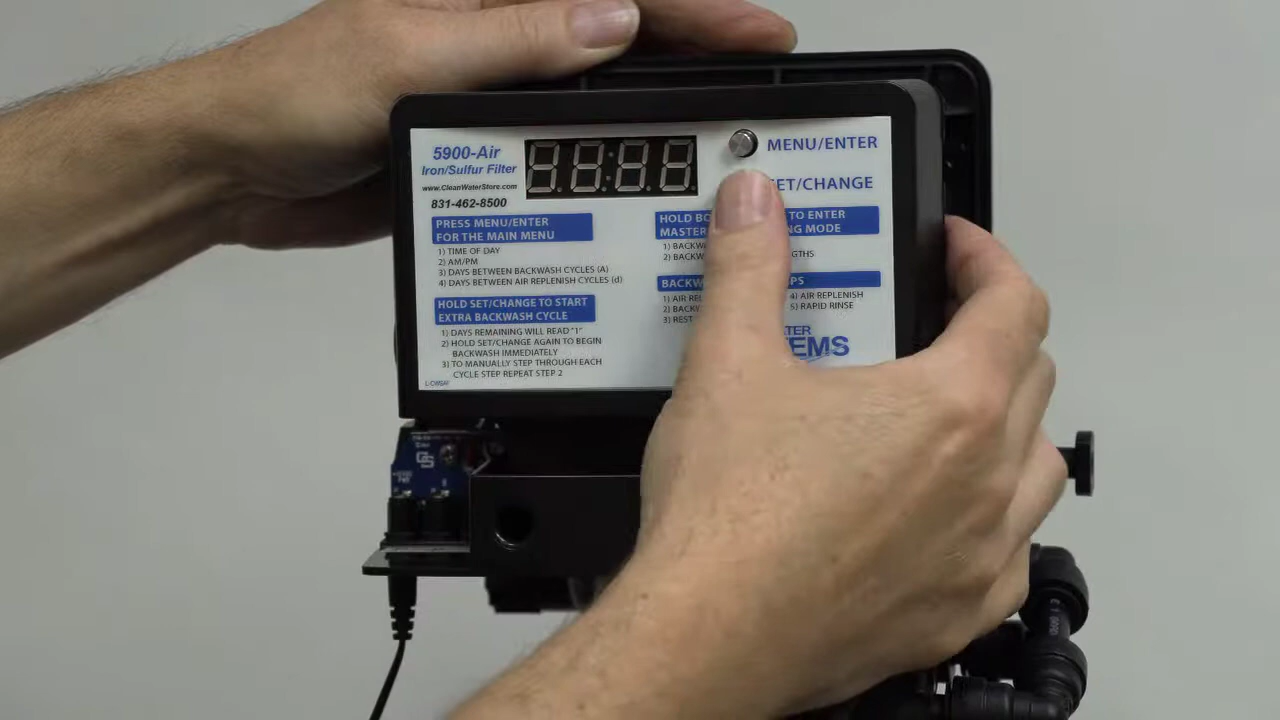 5900-Air
Iron/Sulfur Filter
www.CleanWaterStore.com
831-462-8500
MENU/ENTER
ET/CHANGE
PRESS MENU/ENTER
FOR THE MAIN MENU
1) TIME OF DAY
2) AM/PM
3) DAYS BETWEEN BACKWASH CYCLES (A)
4) DAYS BETWEEN AIR REPLENISH CYCLES (d)
HOLD SET/CHANGE TO START
EXTRA BACKWASH CYCLE
1) DAYS REMAINING WILL READ "1"
2) HOLD SET/CHANGE AGAIN TO BEGIN
BACKWASH IMMEDIATELY
3) TO MANUALLY STEP THROUGH EACH
CYCLE STEP REPEAT STEP 2
HOLD BO TO ENTER
MASTER NG MODE
1) BACKW
2) BACKW GTHS
BACKW PS
1) AIR RE 4) AIR REPLENISH
2) BACK 5) RAPID RINSE
3) REST
TER
EMS